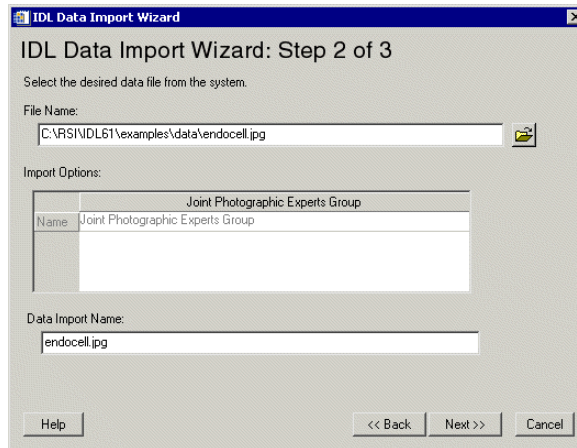 IDL Data Import Wizard
IDL Data Import Wizard: Step 2 of 3
Select the desired data file from the system.
File Name:
C:\RSI\IDL61\examples\data\endocell.jpg
Import Options:
Joint Photographic Experts Group
Name Joint Photographic Experts Group
Data Import Name:
endocell.jpg
Help << Back Next >> Cancel